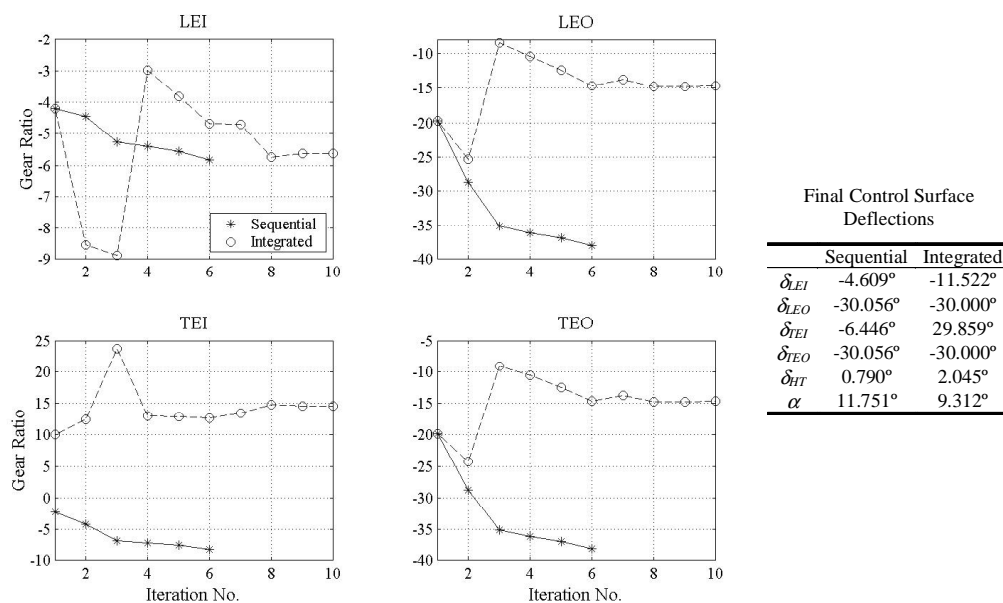 LEI
-2
-3
-4
-5
-6
-7
-8
-9
Gear Ratio
2 4 6 8 10
Sequential
Integrated
LEO
-10
-15
-20
-25
-30
-35
-40
2 4 6 8 10
TEI
25
20
15
10
5
0
-5
-10
Gear Ratio
2 4 6 8 10
Iteration No.
TEO
-5
-10
-15
-20
-25
-30
-35
-40
2 4 6 8 10
Iteration No.
Final Control Surface
Deflections
Sequential Integrated
δLEI -4.609º -11.522º
δLEO -30.056º -30.000º
δTEI -6.446º 29.859º
δTEO -30.056º -30.000º
δHT 0.790º 2.045º
α 11.751º 9.312º